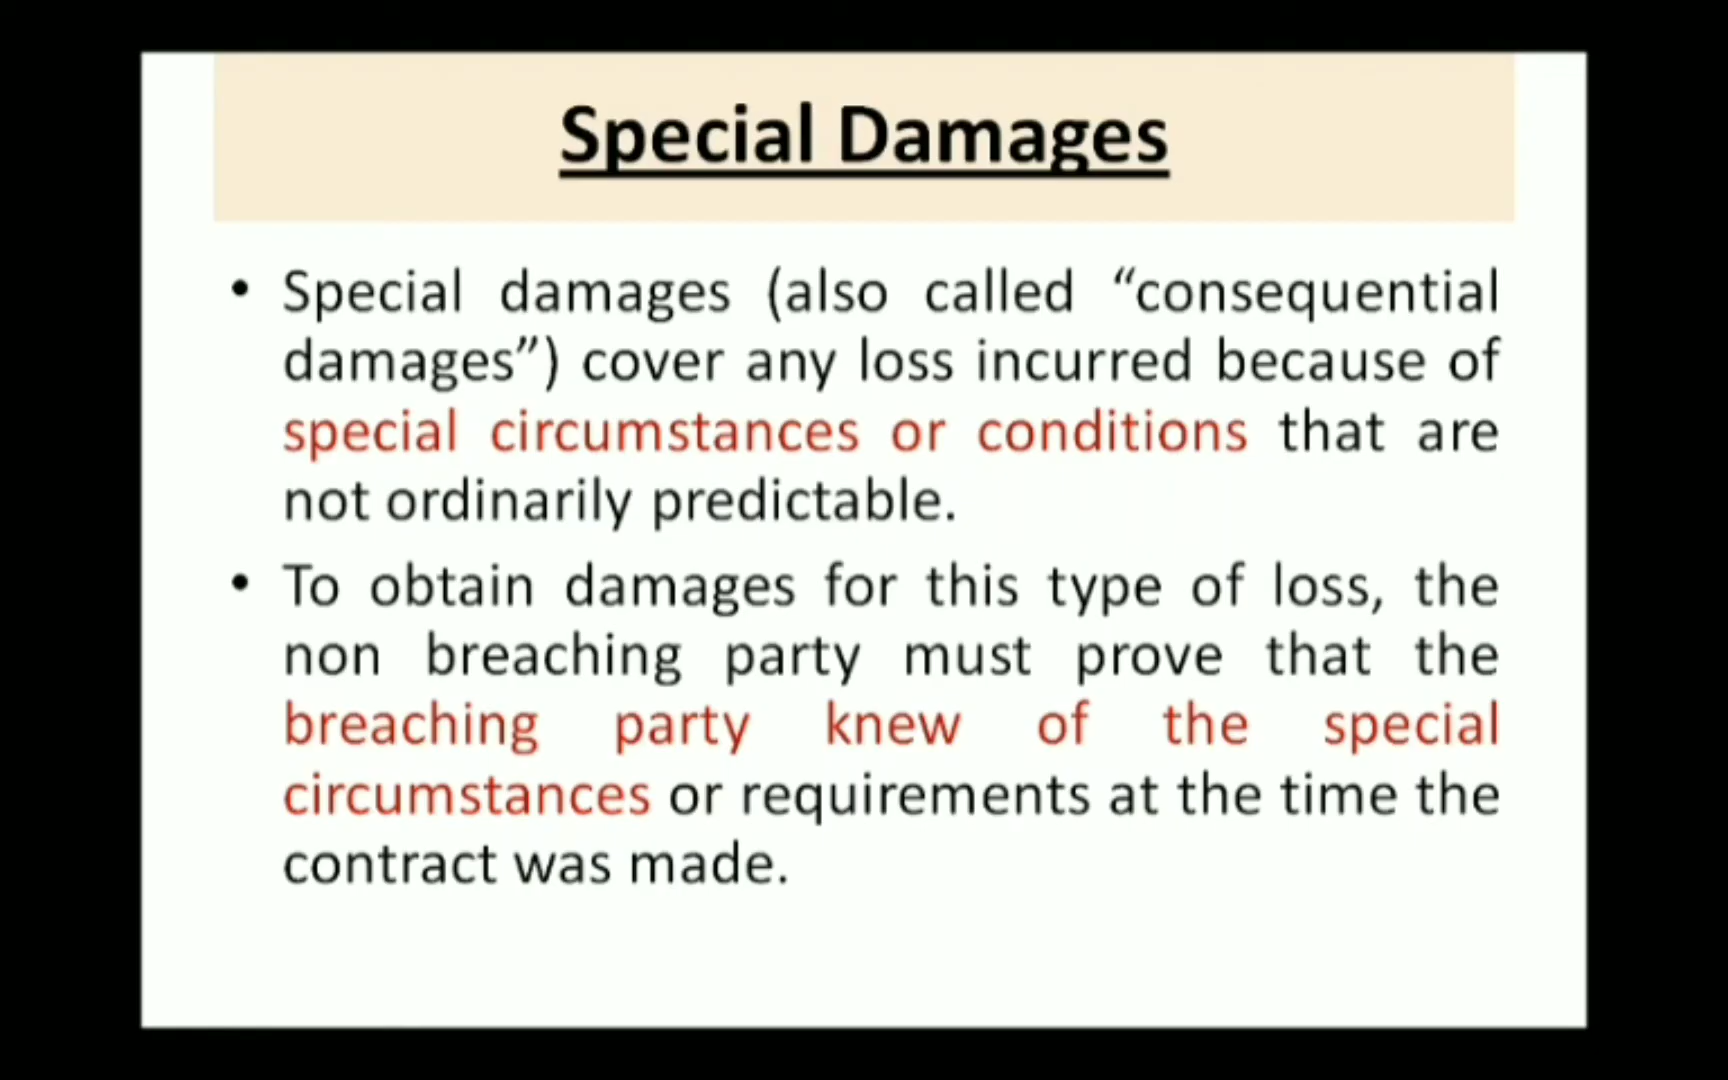 Special Damages
• Special damages (also called “consequential
damages”) cover any loss incurred because of
special circumstances or conditions that are
not ordinarily predictable.
• To obtain damages for this type of loss, the
non breaching party must prove that the
breaching party knew of the special
circumstances or requirements at the time the
contract was made.